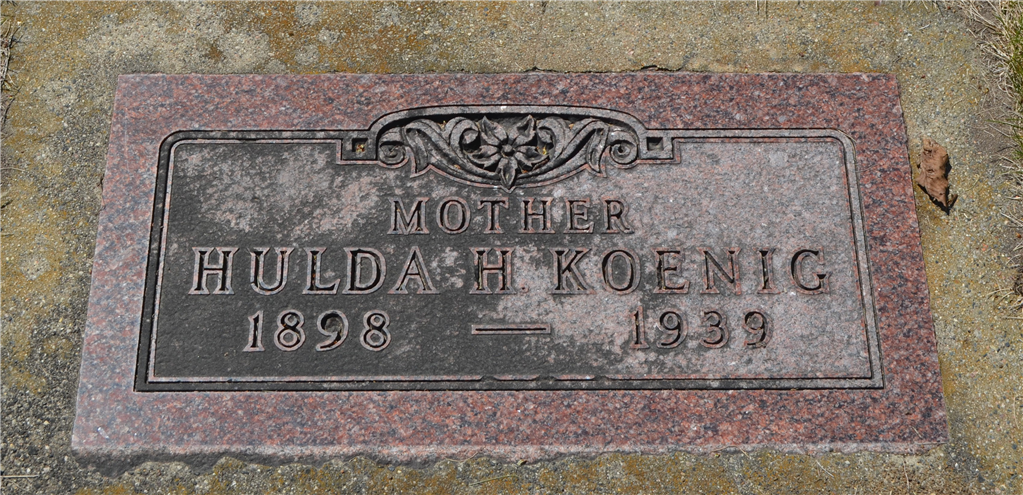 MOTHER
HULDA H. KOENIG
1898 — 1939